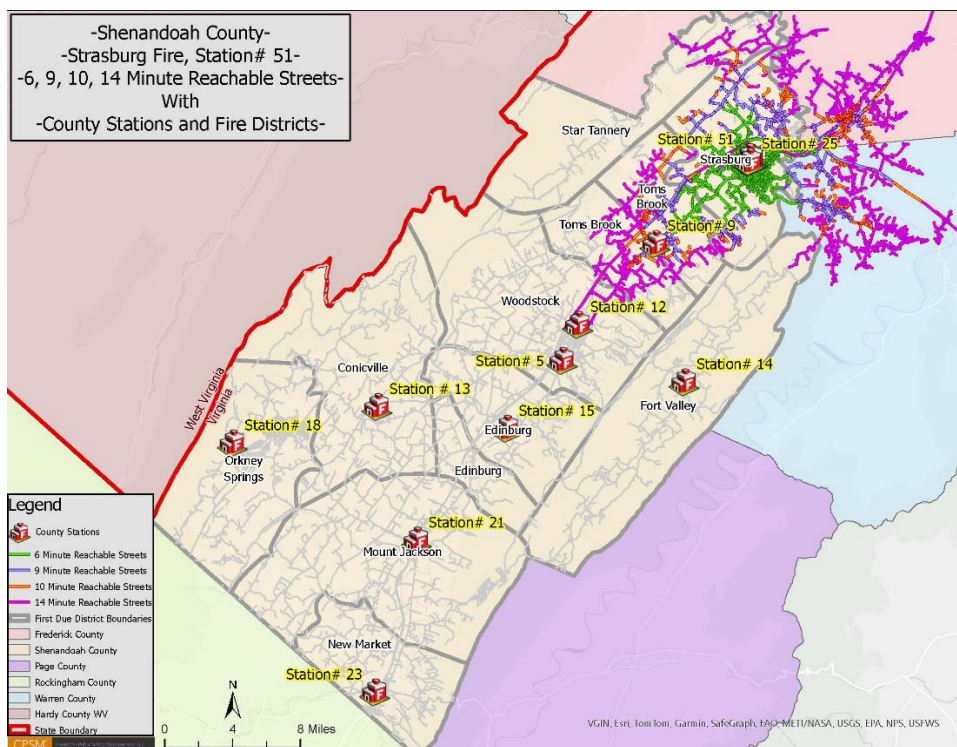 -Shenandoah County-
-Strasburg Fire, Station# 51-
-6, 9, 10, 14 Minute Reachable Streets-
With
-County Stations and Fire Districts-
Star Tannery
Station# 51
Station# 25
Strasburg
Toms
Brook
Toms Brook
Station# 9
Woodstock
Station# 12
Station# 5
Station # 14
Fort Valley
Conicville
Station # 13
Station# 15
Edinburg
Edinburg
West Virginia
Virginia
Station# 18
Orkney
Springs
Station# 21
Mount Jackson
New Market
Station# 23
Legend
County Stations
6 Minute Reachable Streets
9 Minute Reachable Streets
10 Minute Reachable Streets
14 Minute Reachable Streets
First Due District Boundaries
Frederick County
Shenandoah County
Page County
Rockingham County
Warren County
Hardy County WV
State Boundary
CPSM
N
0 4 8 Miles
VGIN, Esri, TomTom, Garmin, SafeGraph, FAO, METI/NASA, USGS, EPA, NPS, USFWS